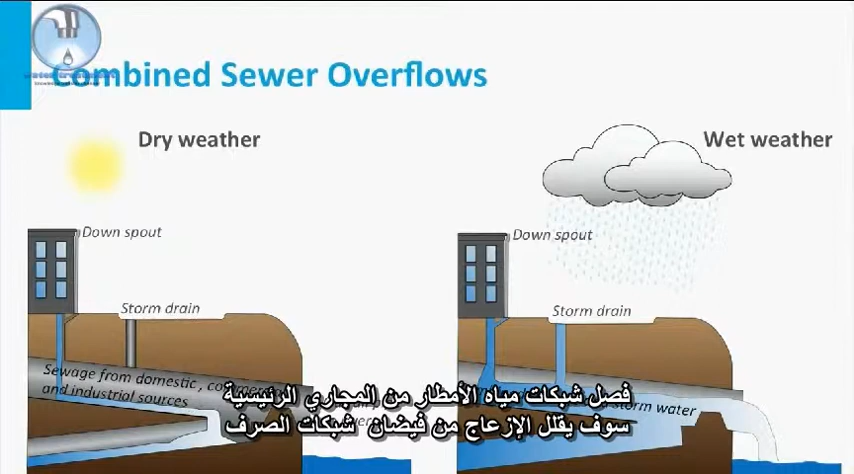 Combined Sewer Overflows
Dry weather
Wet weather
Down spout
Down spout
Storm drain
Storm drain
Sewage from domestic, commercial
and industrial sources
storm water
فصل شبكات مياه الأمطار من المجاري الرئيسية
سوف يقلل الإزعاج من فيضان شبكات الصرف